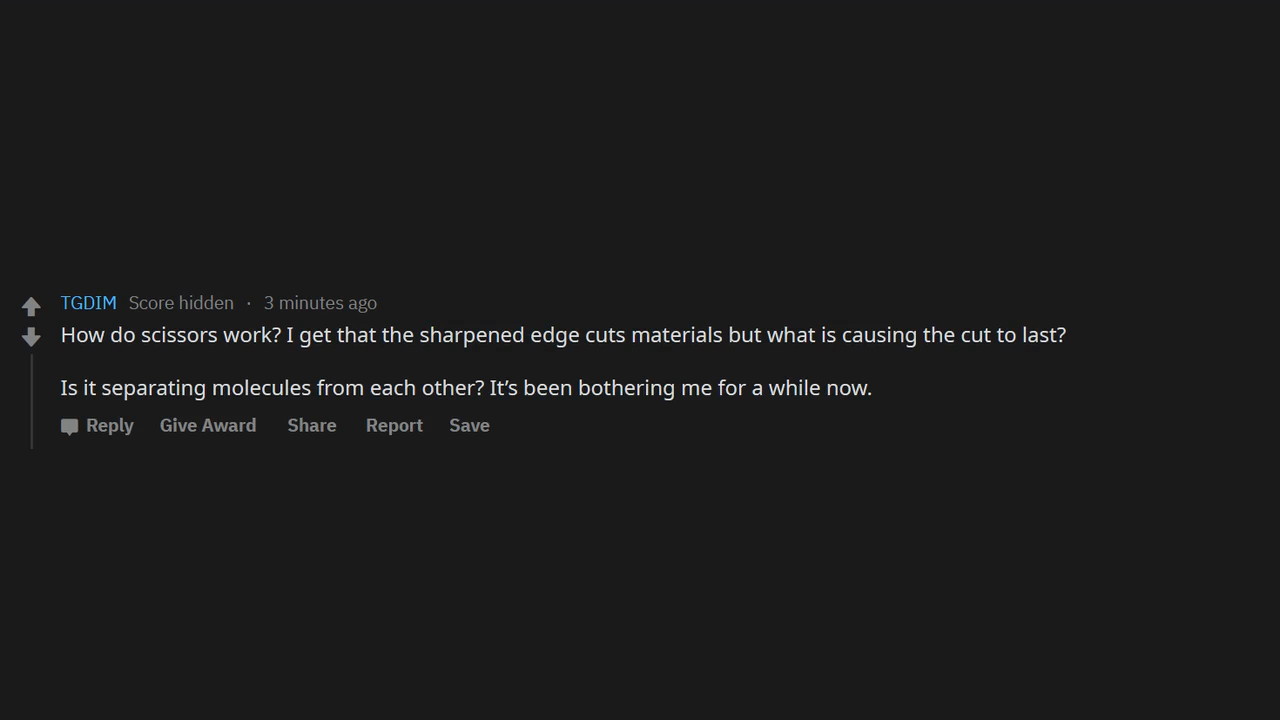 TGDIM Score hidden · 3 minutes ago
How do scissors work? I get that the sharpened edge cuts materials but what is causing the cut to last?
Is it separating molecules from each other? It’s been bothering me for a while now.
Reply Give Award Share Report Save